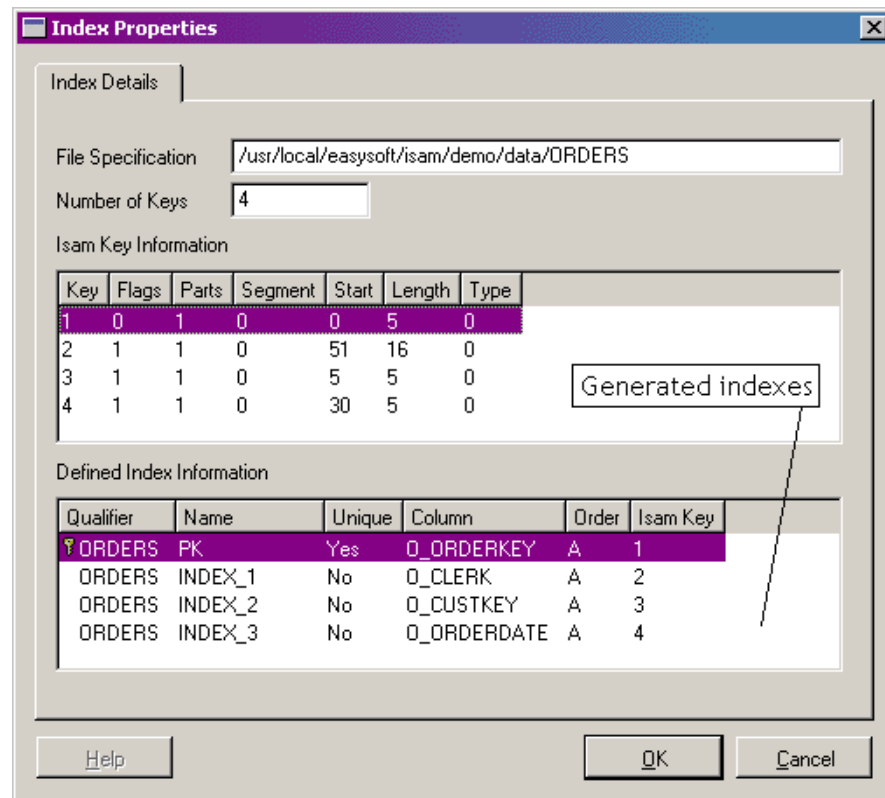 Index Properties
Index Details
File Specification /usr/local/easysoft/isam/demo/data/ORDERS
Number of Keys 4
Isam Key Information
Key Flags Parts Segment Start Length Type
1 0 1 0 0 5 0
2 1 1 0 51 16 0
3 1 1 0 5 5 0
4 1 1 0 30 5 0
Generated indexes
Defined Index Information
Qualifier Name Unique Column Order Isam Key
ORDERS PK Yes O_ORDERKEY A 1
ORDERS INDEX_1 No O_CLERK A 2
ORDERS INDEX_2 No O_CUSTKEY A 3
ORDERS INDEX_3 No O_ORDERDATE A 4
Help OK Cancel